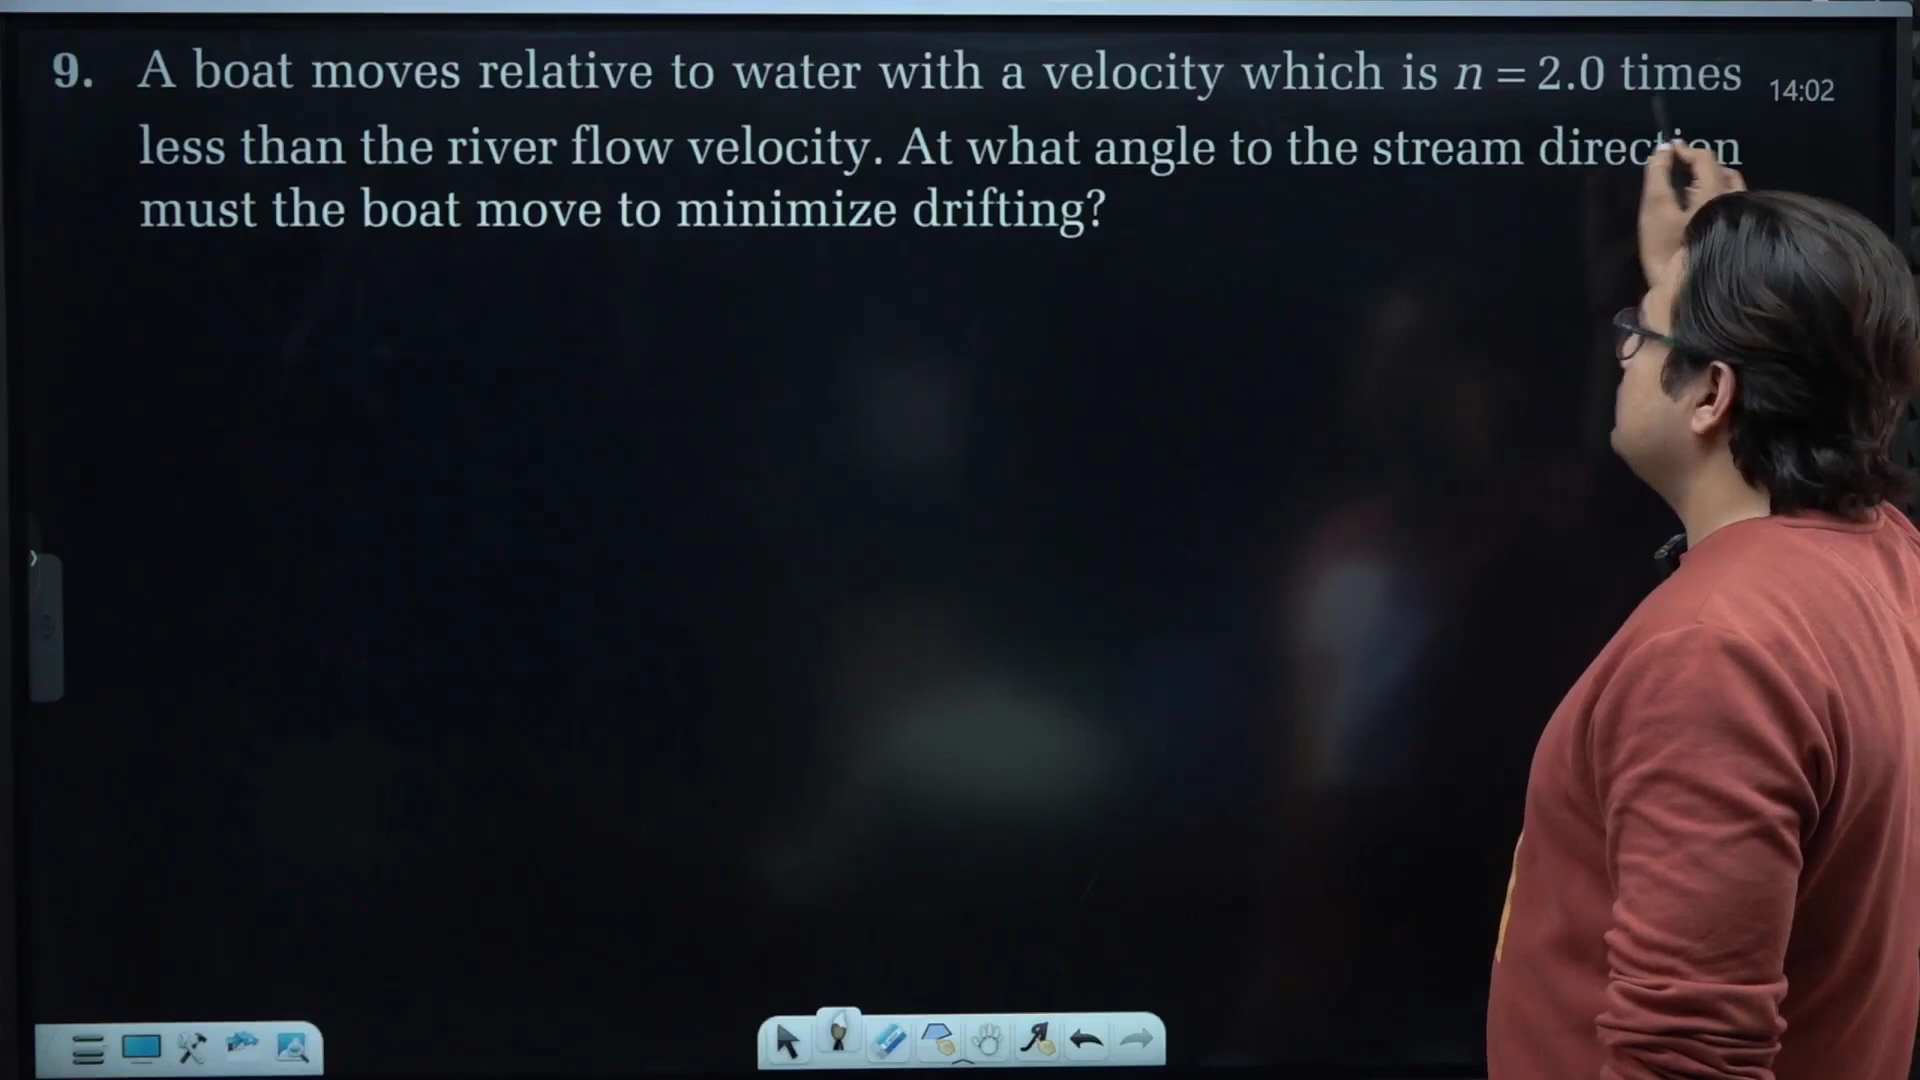 9. A boat moves relative to water with a velocity which is n = 2.0 times
14:02
less than the river flow velocity. At what angle to the stream direction
must the boat move to minimize drifting?